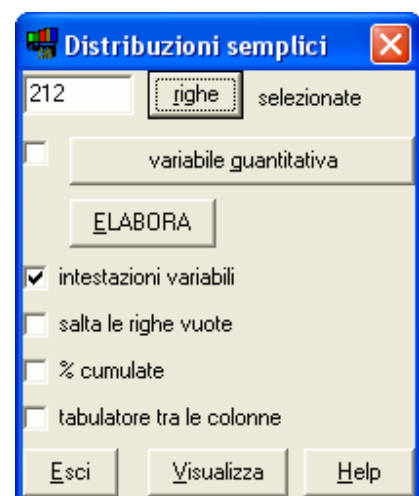 Distribuzioni semplici
212 righe selezionate
variabile quantitativa
ELABORA
intestazioni variabili
salta le righe vuote
% cumulate
tabulatore tra le colonne
Esci Visualizza Help